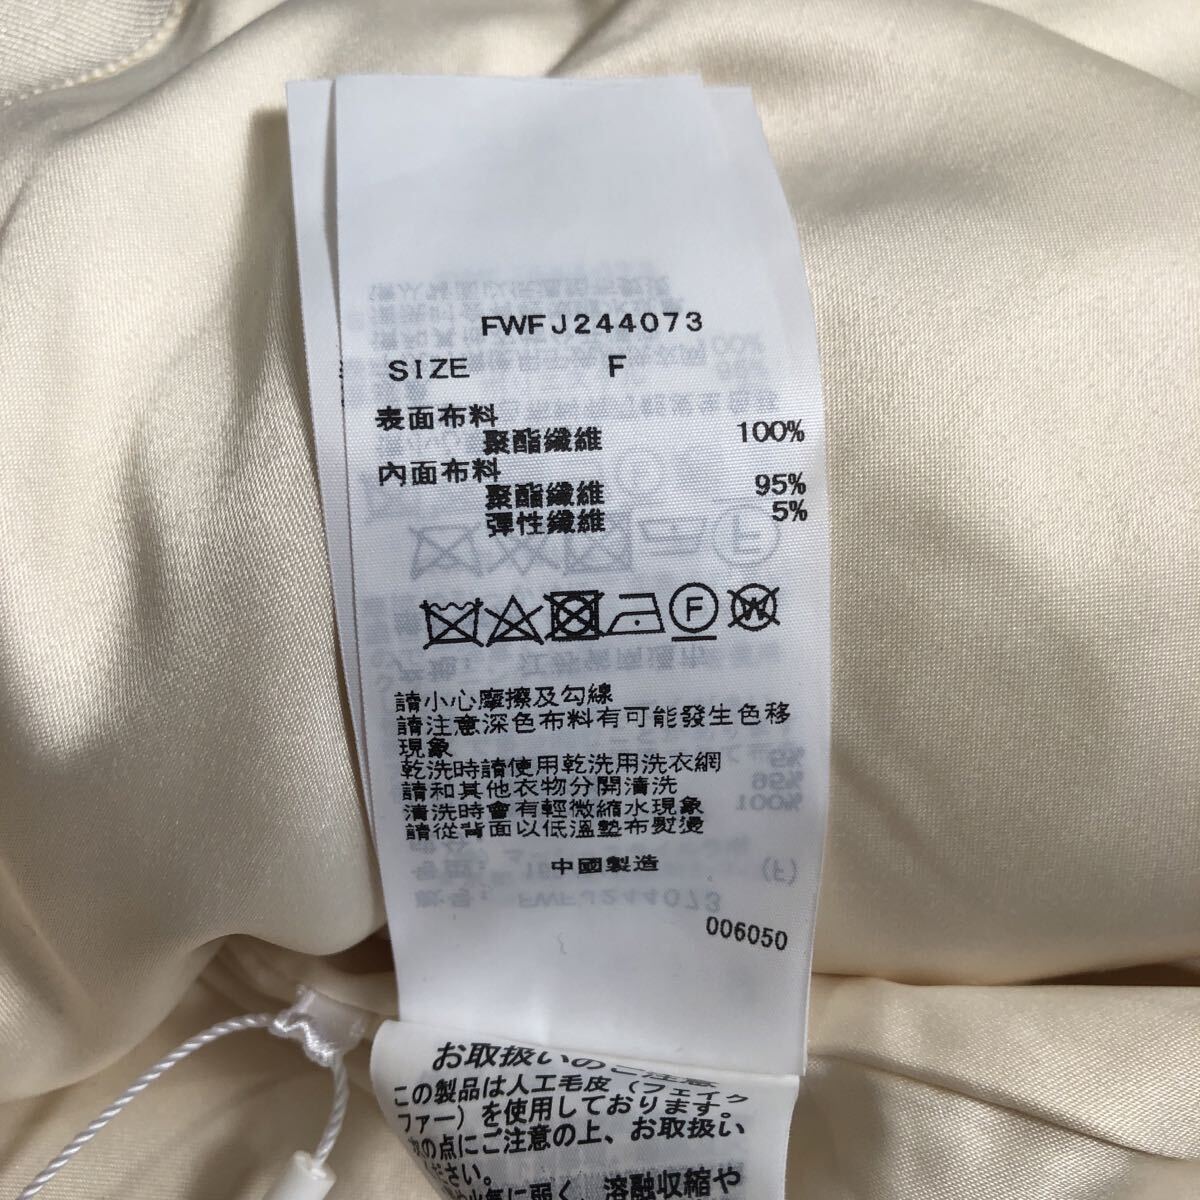 FWFJ244073
SIZE F
表面布料
聚酯纖維 100%
內面布料
聚酯纖維 95%
彈性纖維 5%
F W
請小心摩擦及勾線
請注意深色布料有可能發生色移
現象
乾洗時請使用乾洗用洗衣網
請和其他衣物分開清洗
清洗時會有輕微縮水現象
請從背面以低溫墊布熨燙
中國製造
006050
お取扱いのご注意
この製品は人工毛皮(フェイク
ファー)を使用しております。
次の点にご注意の上、お取扱い
ください。
に弱く、溶融収縮や